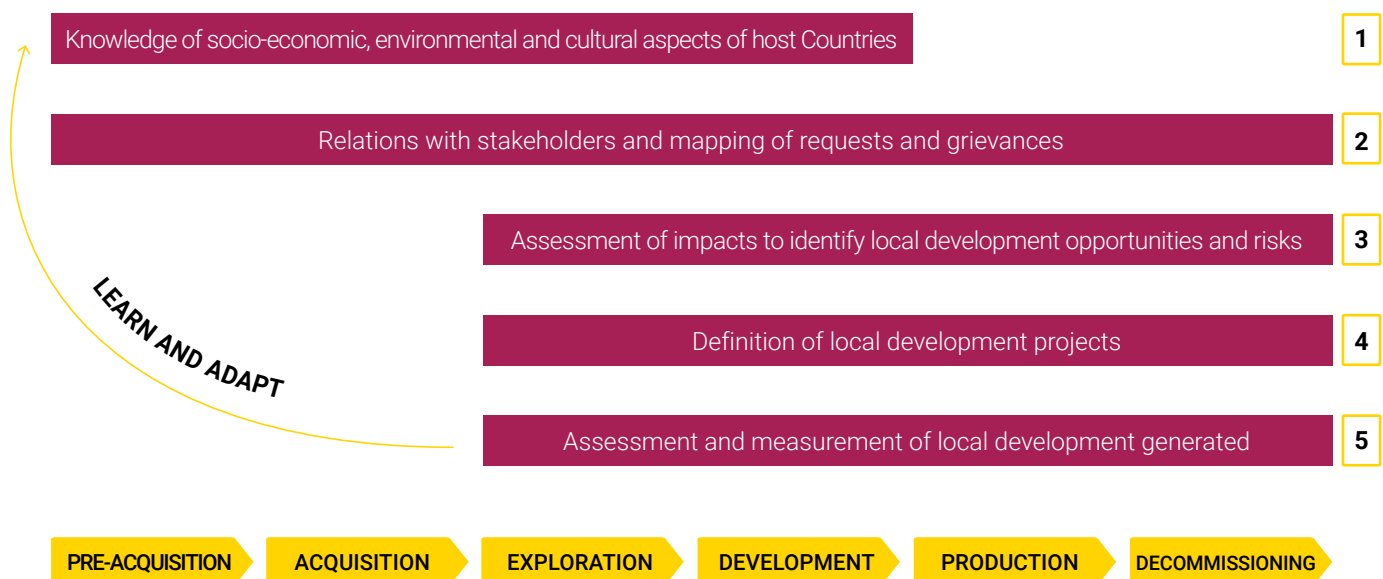 Knowledge of socio-economic, environmental and cultural aspects of host Countries
1
Relations with stakeholders and mapping of requests and grievances
2
Assessment of impacts to identify local development opportunities and risks
3
Definition of local development projects
4
Assessment and measurement of local development generated
5
LEARN AND ADAPT
PRE-ACQUISITION
ACQUISITION
EXPLORATION
DEVELOPMENT
PRODUCTION
DECOMMISSIONING